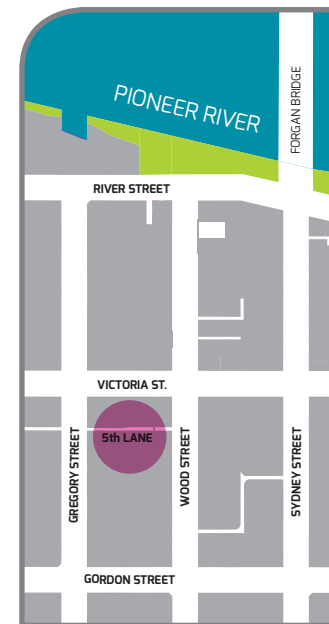 PIONEER RIVER
FORGAN BRIDGE
RIVER STREET
VICTORIA ST.
5th LANE
GREGORY STREET
WOOD STREET
SYDNEY STREET
GORDON STREET